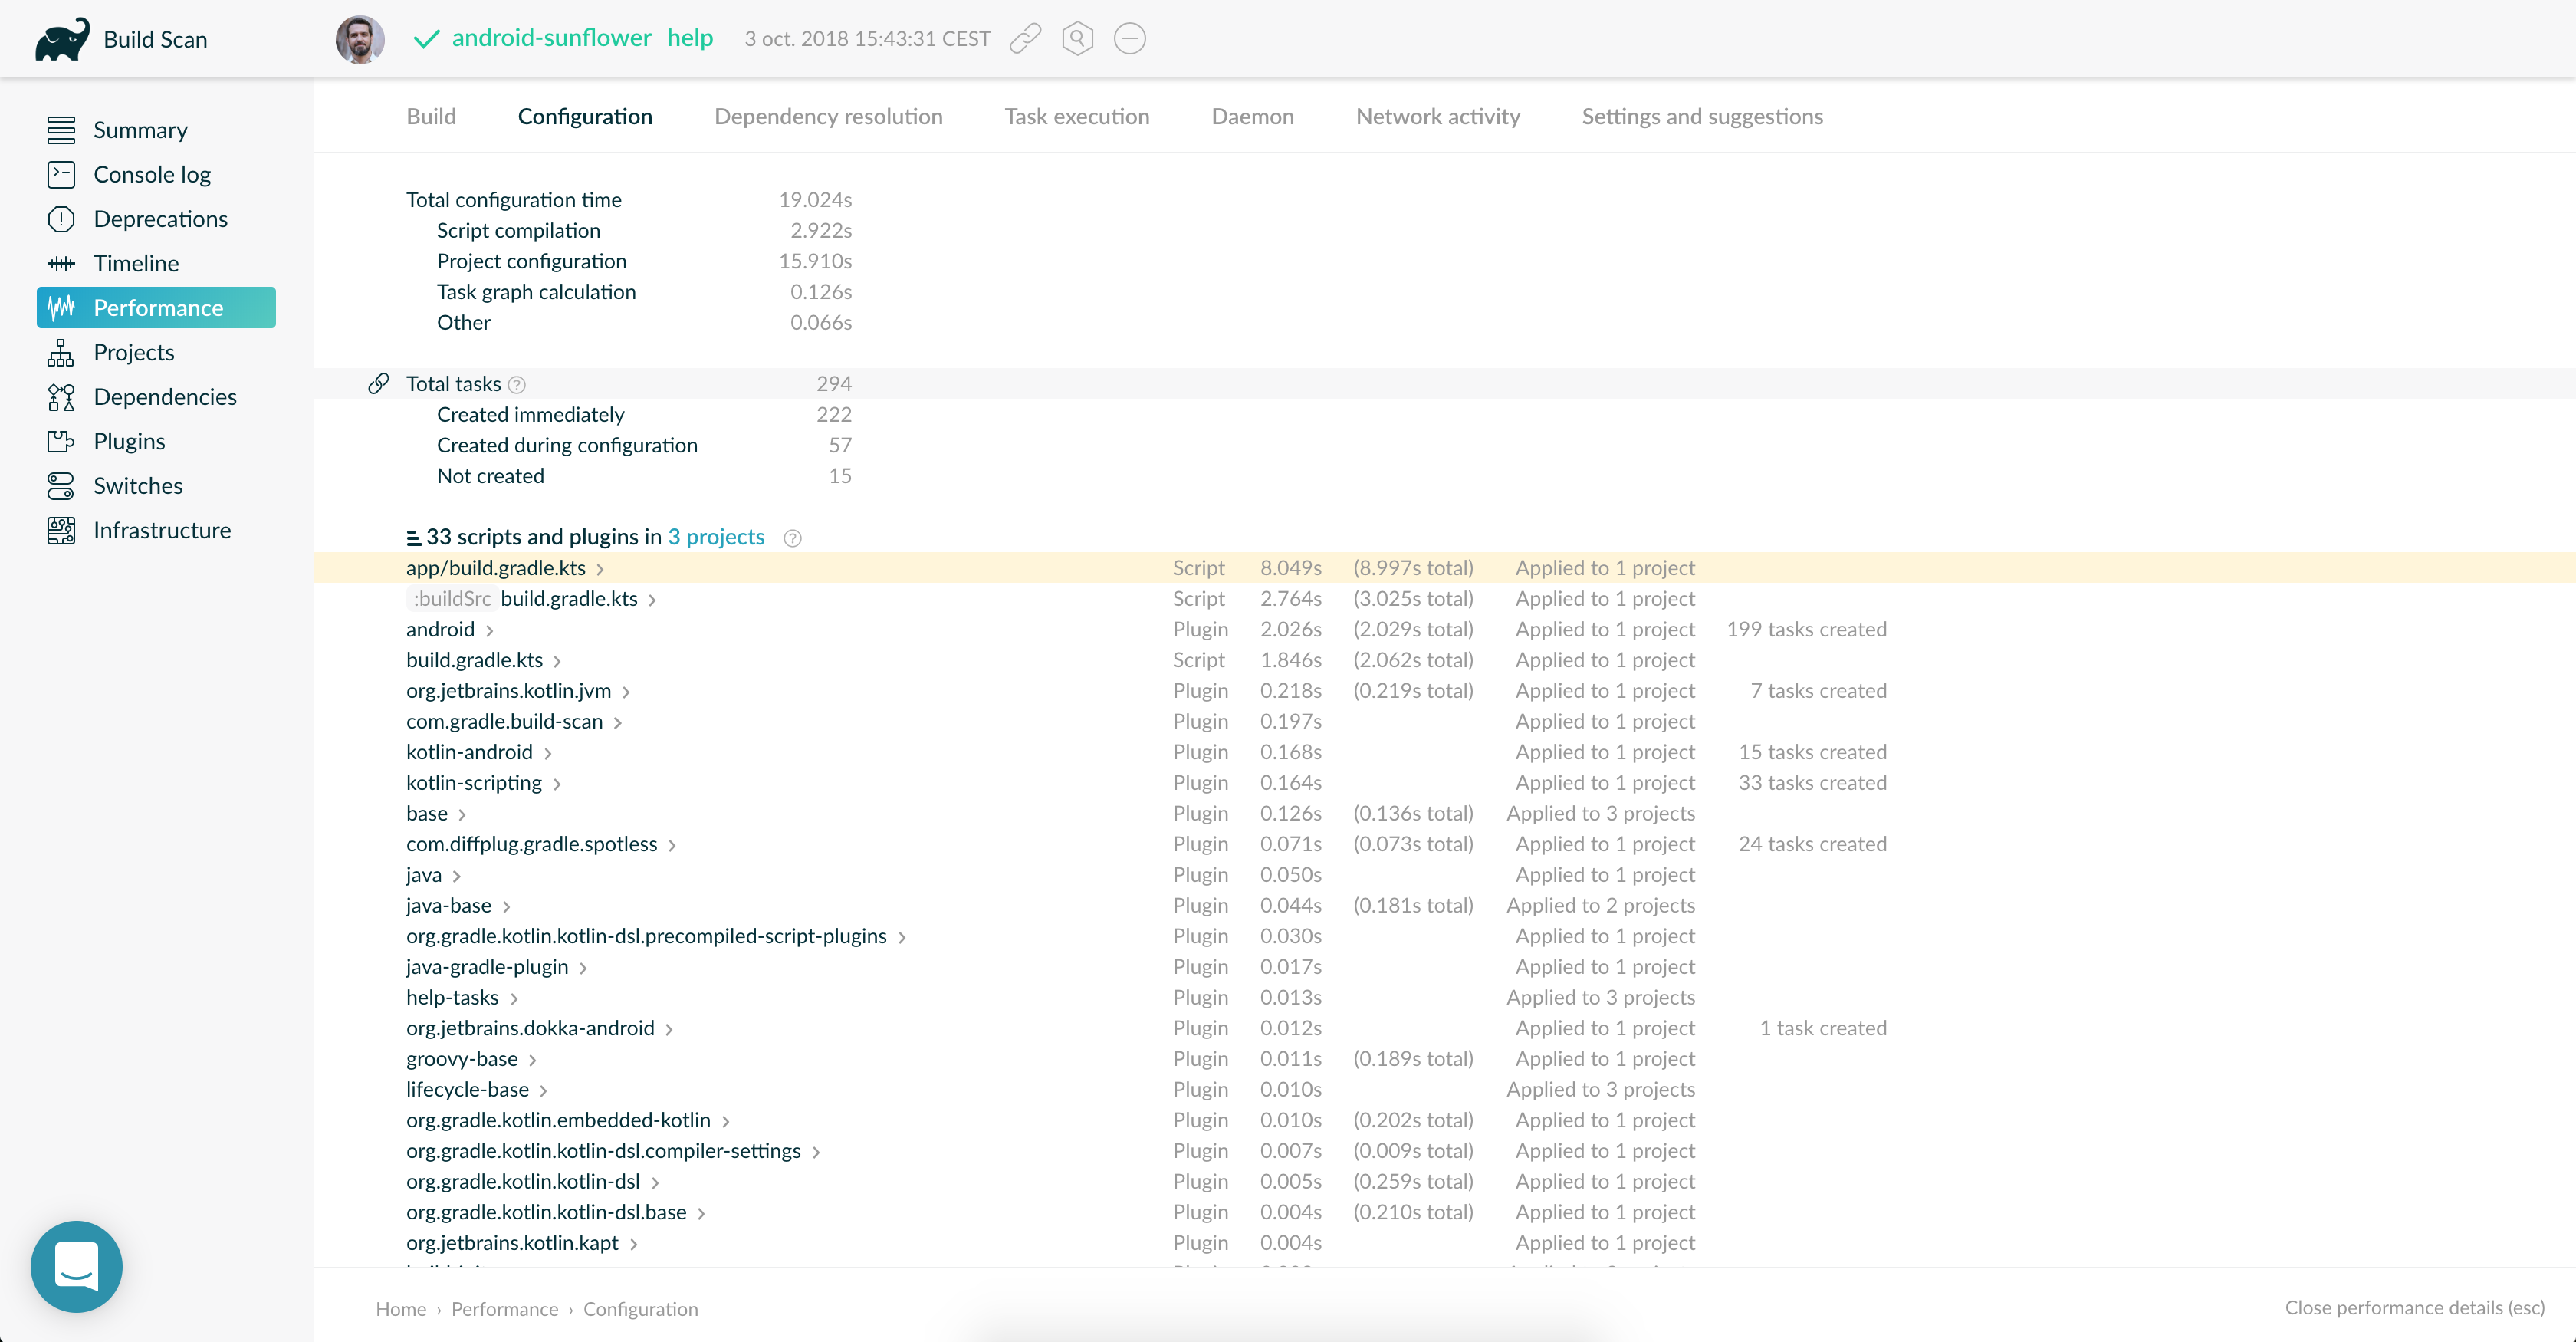 Build Scan
android-sunflower help 3 oct. 2018 15:43:31 CEST
Summary
Console log
Deprecations
Timeline
Performance
Projects
Dependencies
Plugins
Switches
Infrastructure
Build Configuration Dependency resolution Task execution Daemon Network activity Settings and suggestions
Total configuration time 19.024s
Script compilation 2.922s
Project configuration 15.910s
Task graph calculation 0.126s
Other 0.066s
Total tasks ? 294
Created immediately 222
Created during configuration 57
Not created 15
33 scripts and plugins in 3 projects ?
app/build.gradle.kts > Script 8.049s (8.997s total) Applied to 1 project
:buildSrc build.gradle.kts > Script 2.764s (3.025s total) Applied to 1 project
android > Plugin 2.026s (2.029s total) Applied to 1 project 199 tasks created
build.gradle.kts > Script 1.846s (2.062s total) Applied to 1 project
org.jetbrains.kotlin.jvm > Plugin 0.218s (0.219s total) Applied to 1 project 7 tasks created
com.gradle.build-scan > Plugin 0.197s Applied to 1 project
kotlin-android > Plugin 0.168s Applied to 1 project 15 tasks created
kotlin-scripting > Plugin 0.164s Applied to 1 project 33 tasks created
base > Plugin 0.126s (0.136s total) Applied to 3 projects
com.diffplug.gradle.spotless > Plugin 0.071s (0.073s total) Applied to 1 project 24 tasks created
java > Plugin 0.050s Applied to 1 project
java-base > Plugin 0.044s (0.181s total) Applied to 2 projects
org.gradle.kotlin.kotlin-dsl.precompiled-script-plugins > Plugin 0.030s Applied to 1 project
java-gradle-plugin > Plugin 0.017s Applied to 1 project
help-tasks > Plugin 0.013s Applied to 3 projects
org.jetbrains.dokka-android > Plugin 0.012s Applied to 1 project 1 task created
groovy-base > Plugin 0.011s (0.189s total) Applied to 1 project
lifecycle-base > Plugin 0.010s Applied to 3 projects
org.gradle.kotlin.embedded-kotlin > Plugin 0.010s (0.202s total) Applied to 1 project
org.gradle.kotlin.kotlin-dsl.compiler-settings > Plugin 0.007s (0.009s total) Applied to 1 project
org.gradle.kotlin.kotlin-dsl > Plugin 0.005s (0.259s total) Applied to 1 project
org.gradle.kotlin.kotlin-dsl.base > Plugin 0.004s (0.210s total) Applied to 1 project
org.jetbrains.kotlin.kapt > Plugin 0.004s Applied to 1 project
Home › Performance › Configuration
Close performance details (esc)